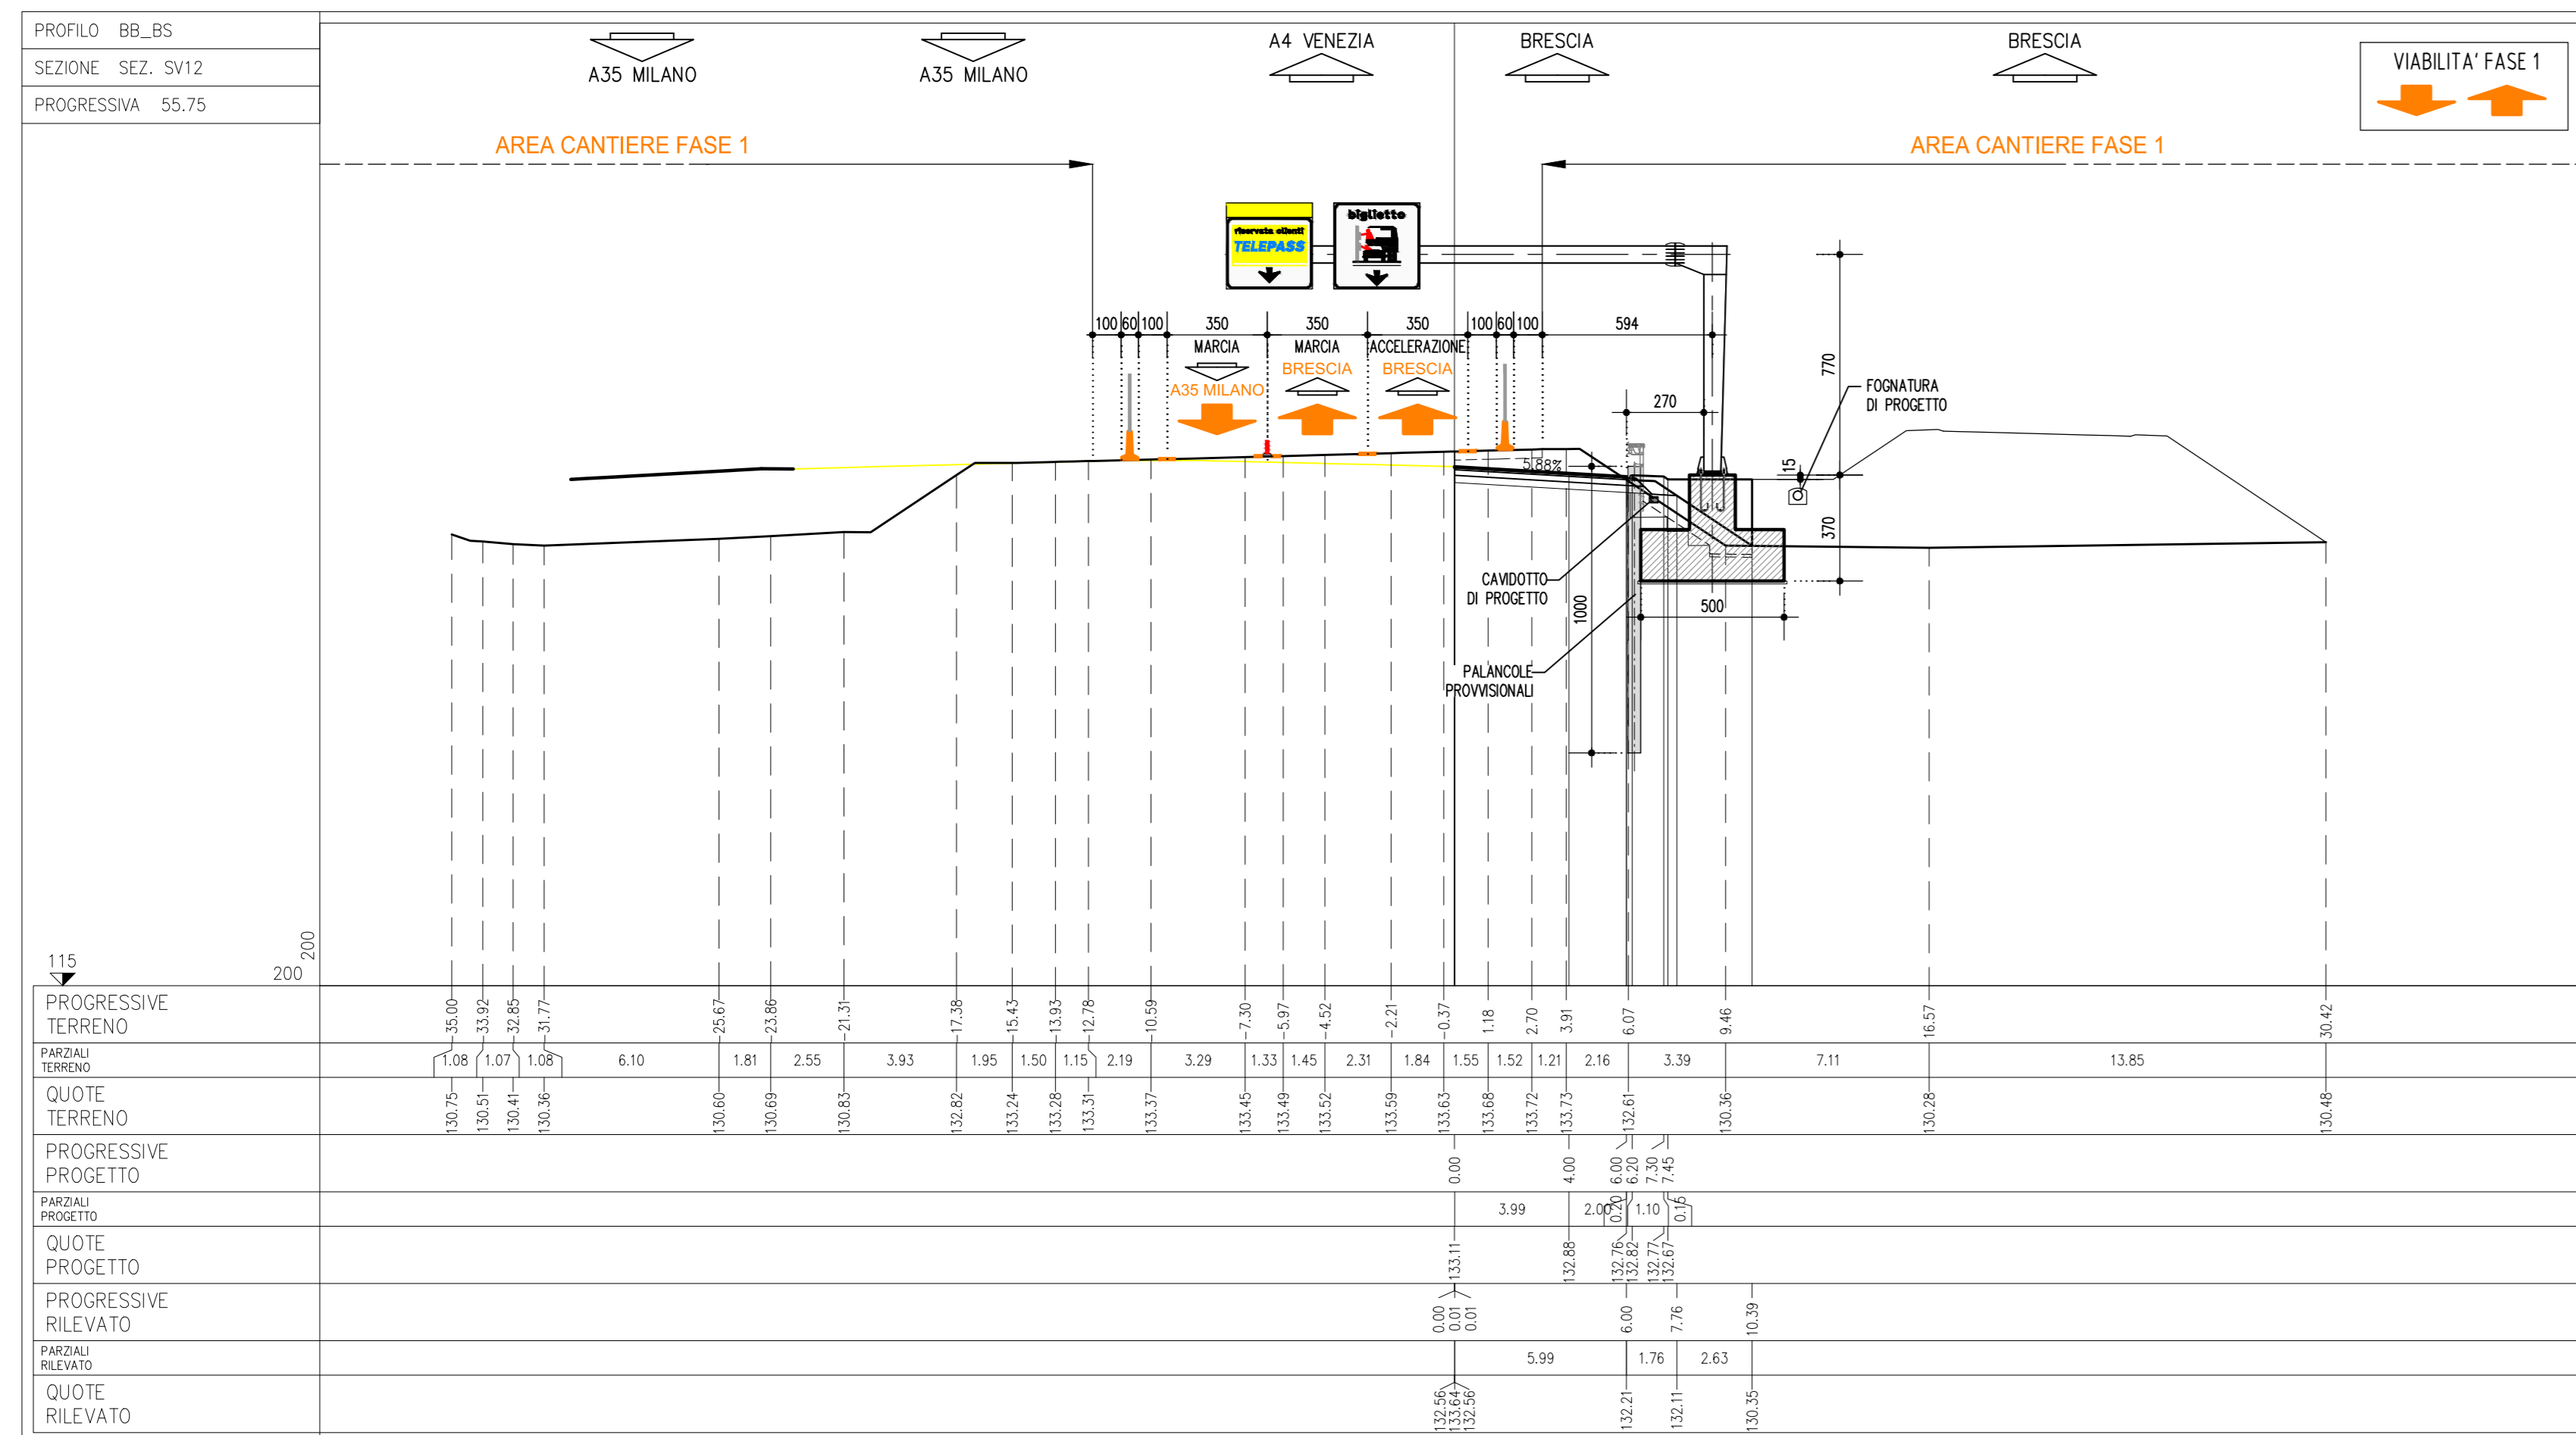 PROFILO BB_BS
SEZIONE SEZ. SV12
PROGRESSIVA 55.75
A35 MILANO
A35 MILANO
A4 VENEZIA
BRESCIA
BRESCIA
VIABILITA' FASE 1
AREA CANTIERE FASE 1
AREA CANTIERE FASE 1
riservata clienti
TELEPASS
biglietto
100 60 100 350 350 350 100 60 100 594
MARCIA MARCIA ACCELERAZIONE
A35 MILANO BRESCIA BRESCIA
770
270
FOGNATURA
DI PROGETTO
5.88%
15
370
CAVIDOTTO
DI PROGETTO
1000
500
PALANCOLE
PROVVISIONALI
115
200
200
PROGRESSIVE
TERRENO
-35.00 -33.92 -32.85 -31.77 -25.67 -23.86 -21.31 -17.38 -15.43 -13.93 -12.78 -10.59 -7.30 -5.97 -4.52 -2.21 -0.37 1.18 2.70 3.91 6.07 9.46 16.57 30.42
PARZIALI
TERRENO
1.08 1.07 1.08 6.10 1.81 2.55 3.93 1.95 1.50 1.15 2.19 3.29 1.33 1.45 2.31 1.84 1.55 1.52 1.21 2.16 3.39 7.11 13.85
QUOTE
TERRENO
130.75 130.51 130.41 130.36 130.60 130.69 130.83 132.82 133.24 133.28 133.31 133.37 133.45 133.49 133.52 133.59 133.63 133.68 133.72 133.73 132.61 130.36 130.28 130.48
PROGRESSIVE
PROGETTO
0.00 4.00 6.00 6.20 7.30 7.45
PARZIALI
PROGETTO
3.99 2.00 0.20 1.10 0.15
QUOTE
PROGETTO
133.11 132.88 132.76 132.82 132.77 132.67
PROGRESSIVE
RILEVATO
0.00 0.01 0.01 6.00 7.76 10.39
PARZIALI
RILEVATO
5.99 1.76 2.63
QUOTE
RILEVATO
132.56 133.64 132.56 132.21 132.11 130.35